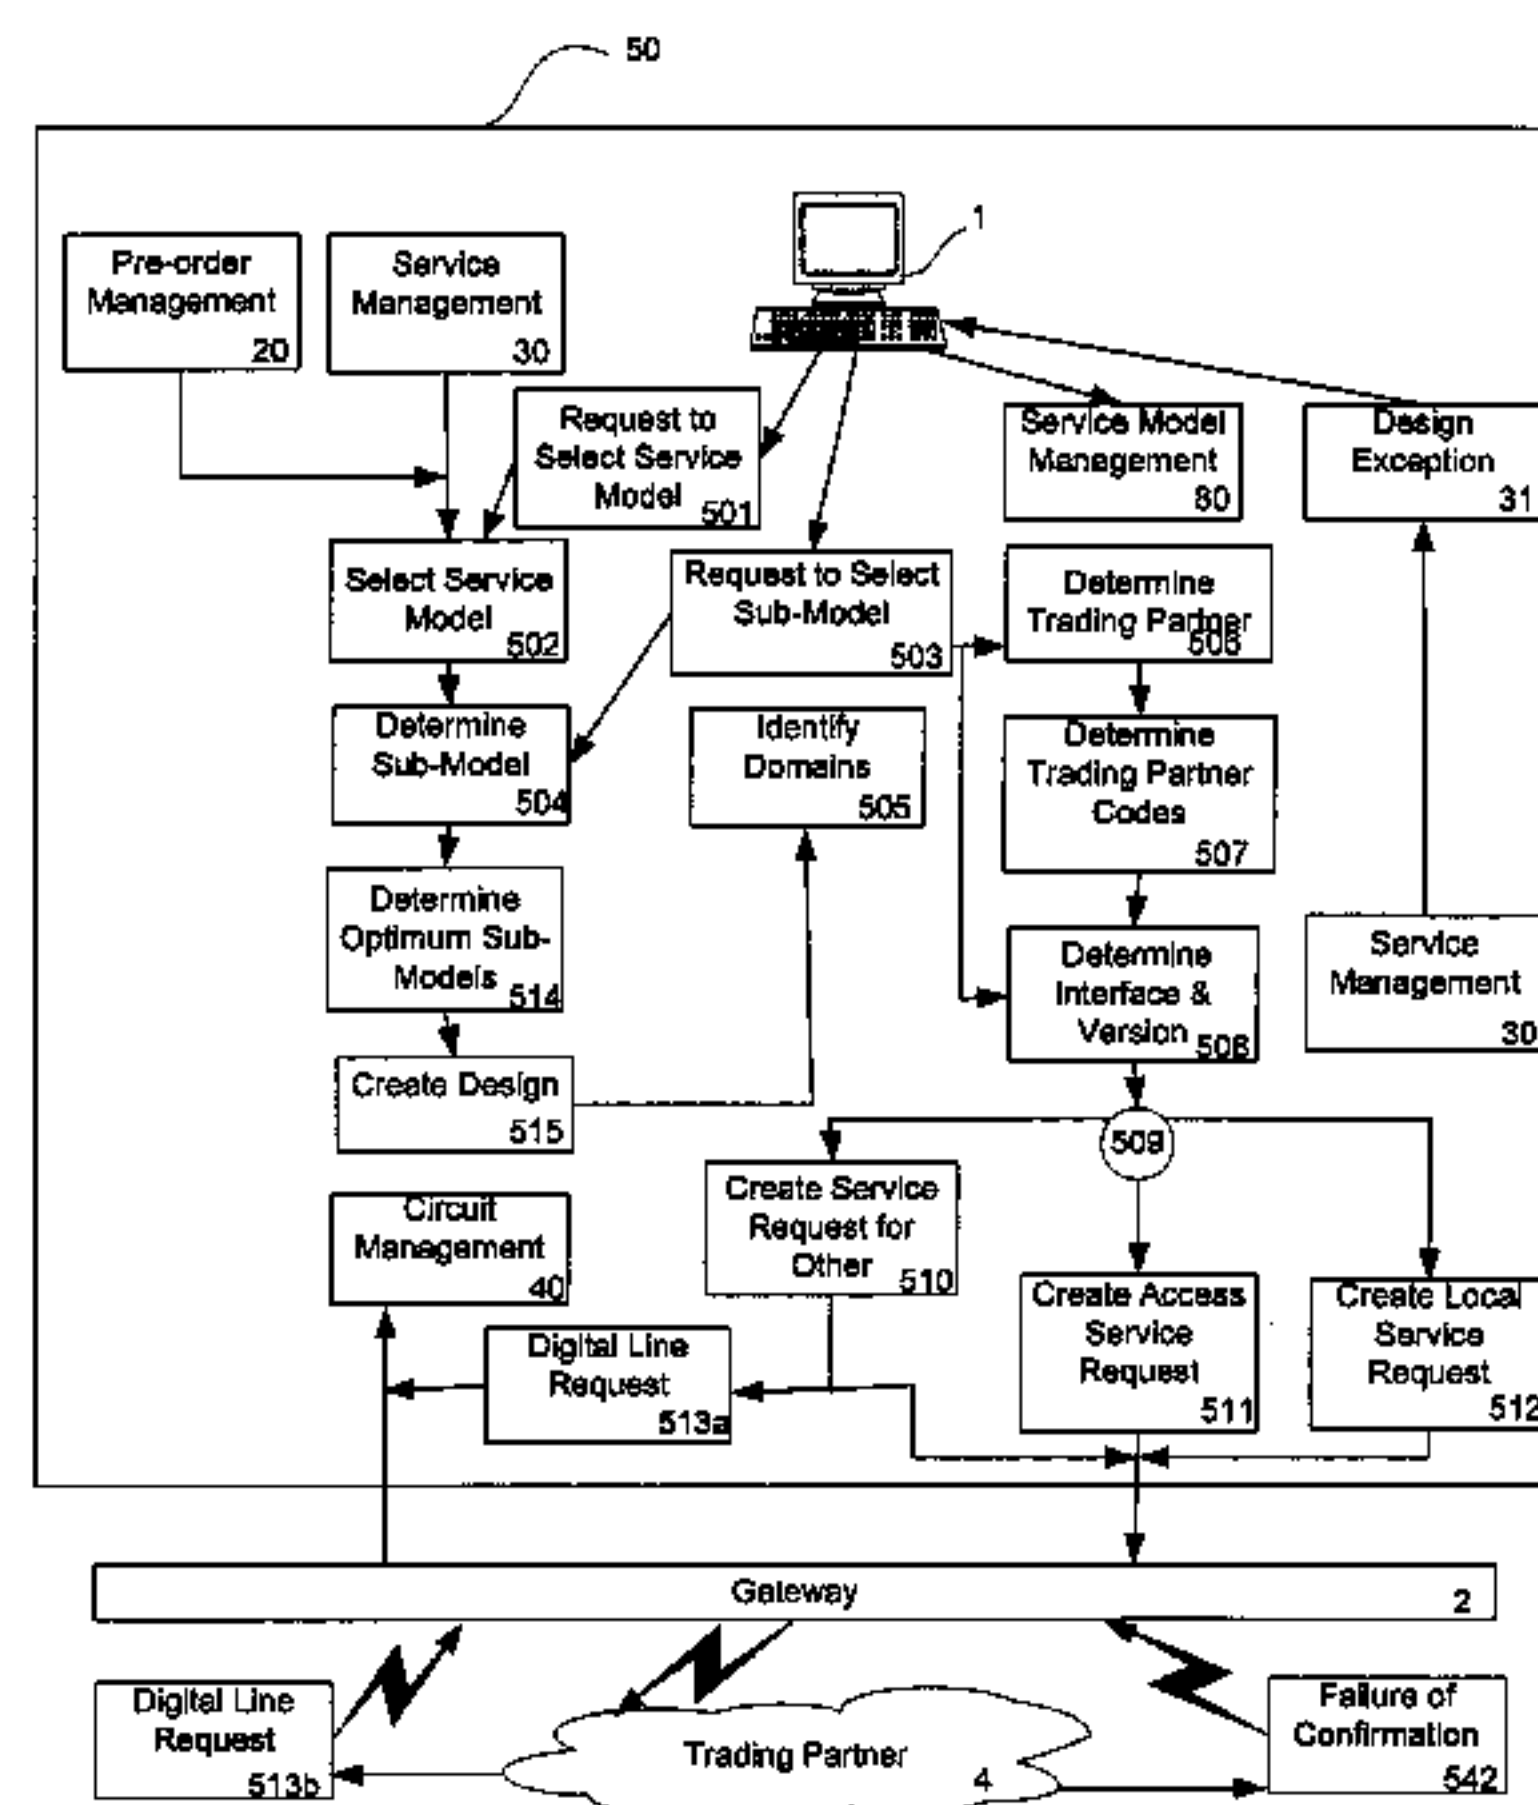 50
1
Pre-order
Management
20
Service
Management
30
Request to
Select Service
Model
501
Service Model
Management
80
Design
Exception
31
Select Service
Model
502
Request to Select
Sub-Model
503
Determine
Trading Partner
506
Determine
Sub-Model
504
Identify
Domains
505
Determine
Trading Partner
Codes
507
Determine
Optimum Sub-
Models
514
Determine
Interface &
Version
508
Service
Management
30
Create Design
515
509
Circuit
Management
40
Create Service
Request for
Other
510
Create Access
Service
Request
511
Create Local
Service
Request
512
Digital Line
Request
513a
Gateway
2
Digital Line
Request
513b
Trading Partner
4
Failure of
Confirmation
542